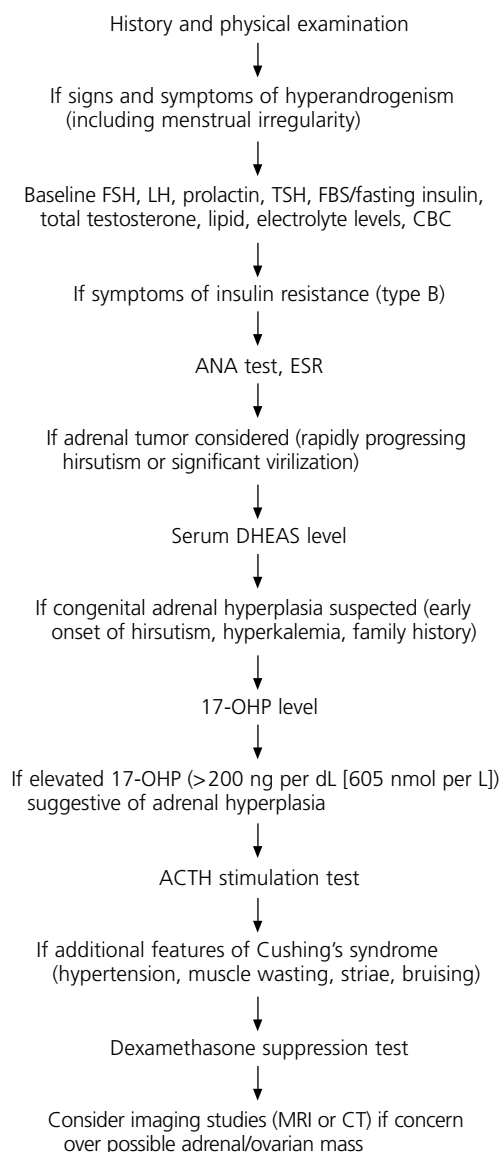 History and physical examination
If signs and symptoms of hyperandrogenism
(including menstrual irregularity)
Baseline FSH, LH, prolactin, TSH, FBS/fasting insulin,
total testosterone, lipid, electrolyte levels, CBC
If symptoms of insulin resistance (type B)
ANA test, ESR
If adrenal tumor considered (rapidly progressing
hirsutism or significant virilization)
Serum DHEAS level
If congenital adrenal hyperplasia suspected (early
onset of hirsutism, hyperkalemia, family history)
17-OHP level
If elevated 17-OHP (>200 ng per dL [605 nmol per L])
suggestive of adrenal hyperplasia
ACTH stimulation test
If additional features of Cushing's syndrome
(hypertension, muscle wasting, striae, bruising)
Dexamethasone suppression test
Consider imaging studies (MRI or CT) if concern
over possible adrenal/ovarian mass